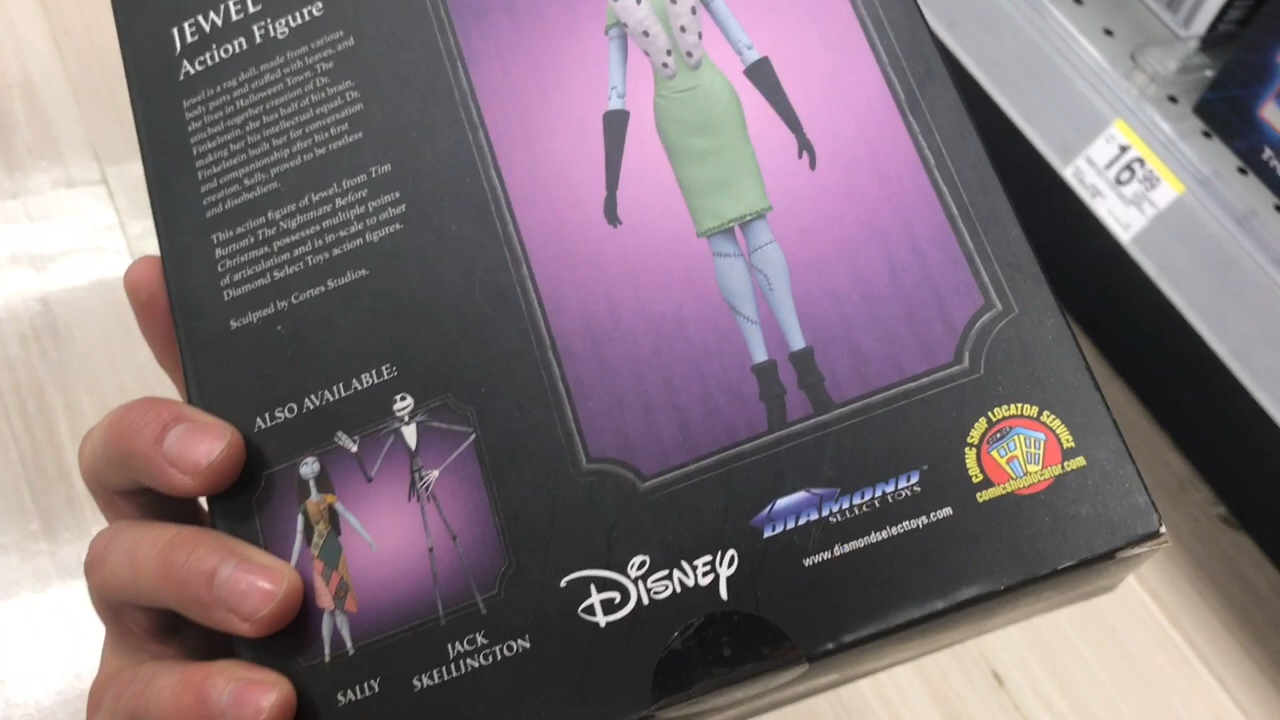 JEWEL
Action Figure
Jewel is a rag doll, made from various
body parts and stuffed with leaves, and
she lives in Halloween Town. The
stitched-together creation of Dr.
Finkelstein, she has half of his brain,
making her his intellectual equal. Dr.
Finkelstein built her for conversation
and companionship after his first
creation, Sally, proved to be restless
and disobedient.
This action figure of Jewel, from Tim
Burton's The Nightmare Before
Christmas, possesses multiple points
of articulation and is in-scale to other
Diamond Select Toys action figures.
Sculpted by Cortes Studios.
ALSO AVAILABLE:
SALLY
JACK
SKELLINGTON
Disney
DIAMOND™
SELECT TOYS
www.diamondselecttoys.com
COMIC SHOP LOCATOR SERVICE
COMICS
comicshoplocator.com
16.99